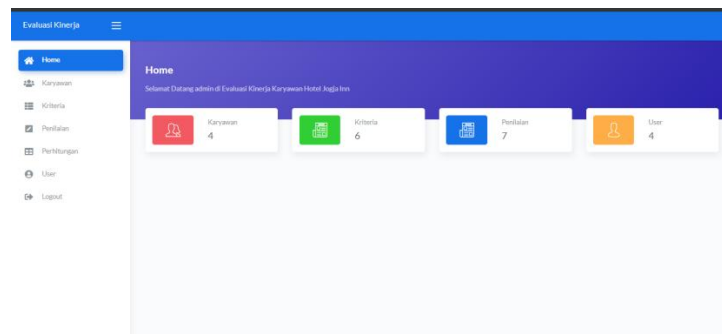 Evaluasi Kinerja
Home
Karyawan
Kriteria
Penilaian
Perhitungan
User
Logout
Home
Selamat Datang admin di Evaluasi Kinerja Karyawan Hotel Jogja Inn
Karyawan
4
Kriteria
6
Penilaian
7
User
4